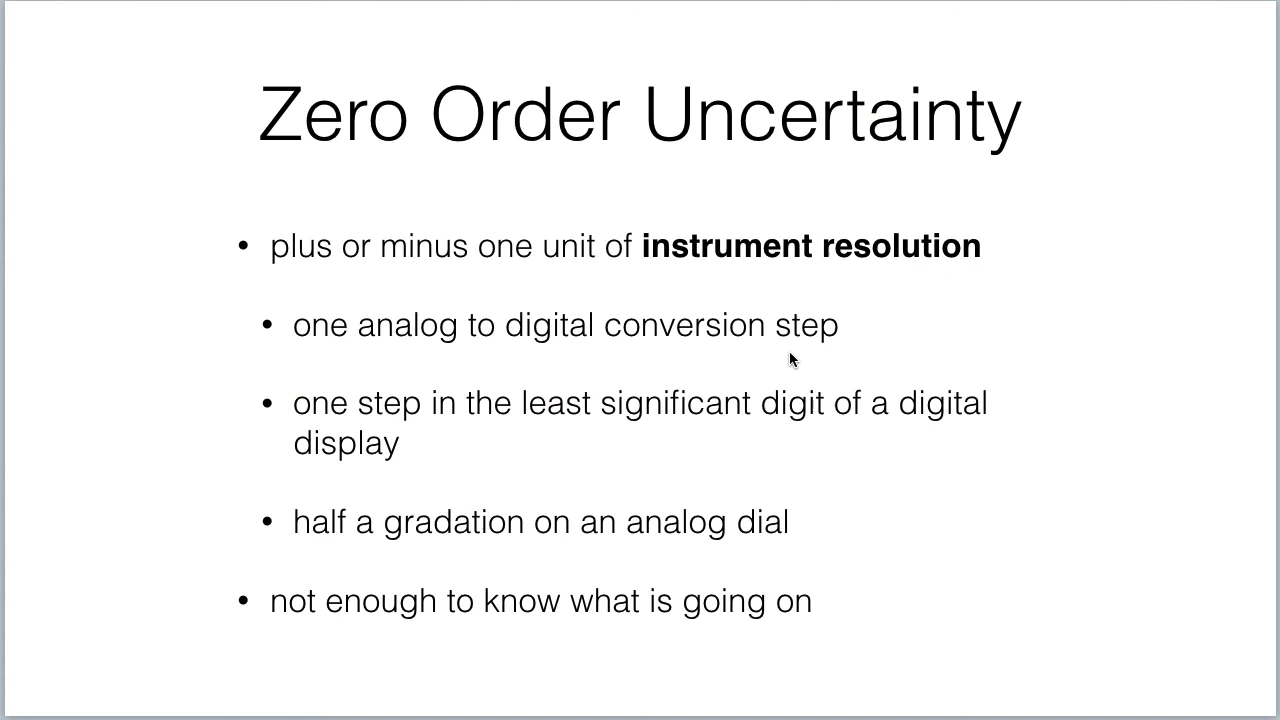 Zero Order Uncertainty
• plus or minus one unit of instrument resolution
• one analog to digital conversion step
• one step in the least significant digit of a digital
display
• half a gradation on an analog dial
• not enough to know what is going on